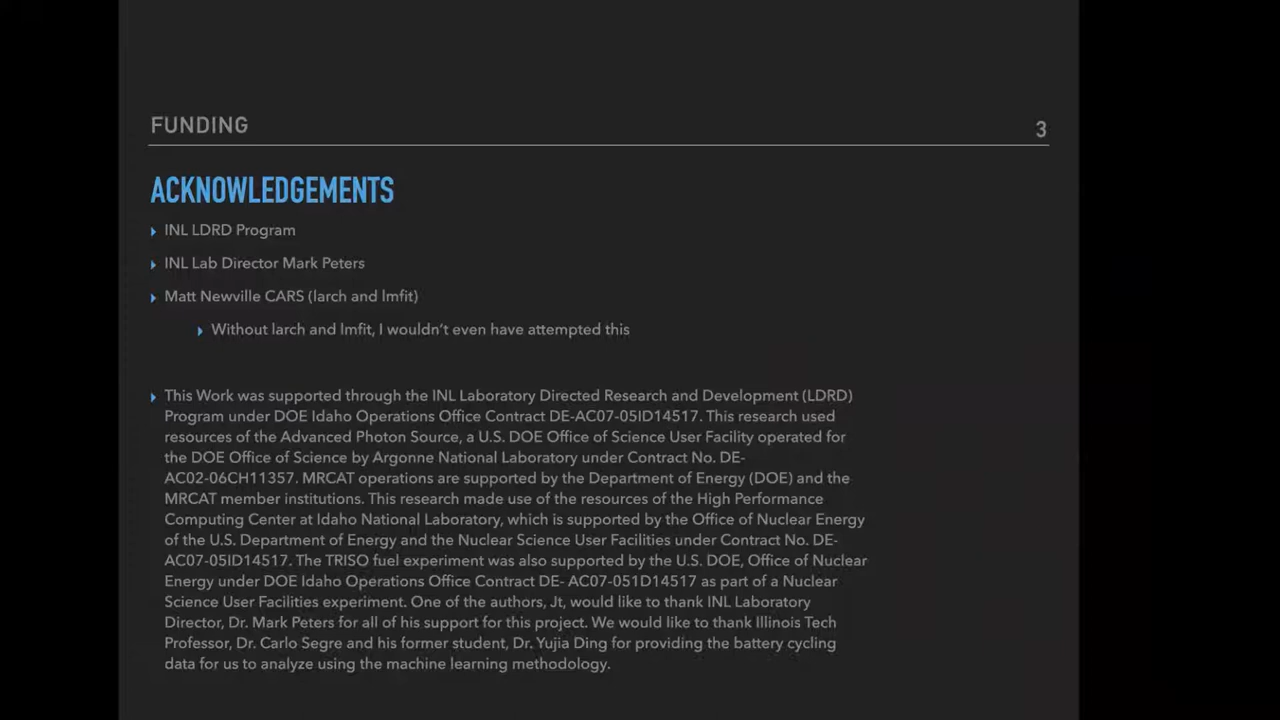 FUNDING
3
ACKNOWLEDGEMENTS
INL LDRD Program
INL Lab Director Mark Peters
Matt Newville CARS (larch and lmfit)
Without larch and lmfit, I wouldn't even have attempted this
This Work was supported through the INL Laboratory Directed Research and Development (LDRD)
Program under DOE Idaho Operations Office Contract DE-AC07-05ID14517. This research used
resources of the Advanced Photon Source, a U.S. DOE Office of Science User Facility operated for
the DOE Office of Science by Argonne National Laboratory under Contract No. DE-
AC02-06CH11357. MRCAT operations are supported by the Department of Energy (DOE) and the
MRCAT member institutions. This research made use of the resources of the High Performance
Computing Center at Idaho National Laboratory, which is supported by the Office of Nuclear Energy
of the U.S. Department of Energy and the Nuclear Science User Facilities under Contract No. DE-
AC07-05ID14517. The TRISO fuel experiment was also supported by the U.S. DOE, Office of Nuclear
Energy under DOE Idaho Operations Office Contract DE- AC07-051D14517 as part of a Nuclear
Science User Facilities experiment. One of the authors, Jt, would like to thank INL Laboratory
Director, Dr. Mark Peters for all of his support for this project. We would like to thank Illinois Tech
Professor, Dr. Carlo Segre and his former student, Dr. Yujia Ding for providing the battery cycling
data for us to analyze using the machine learning methodology.